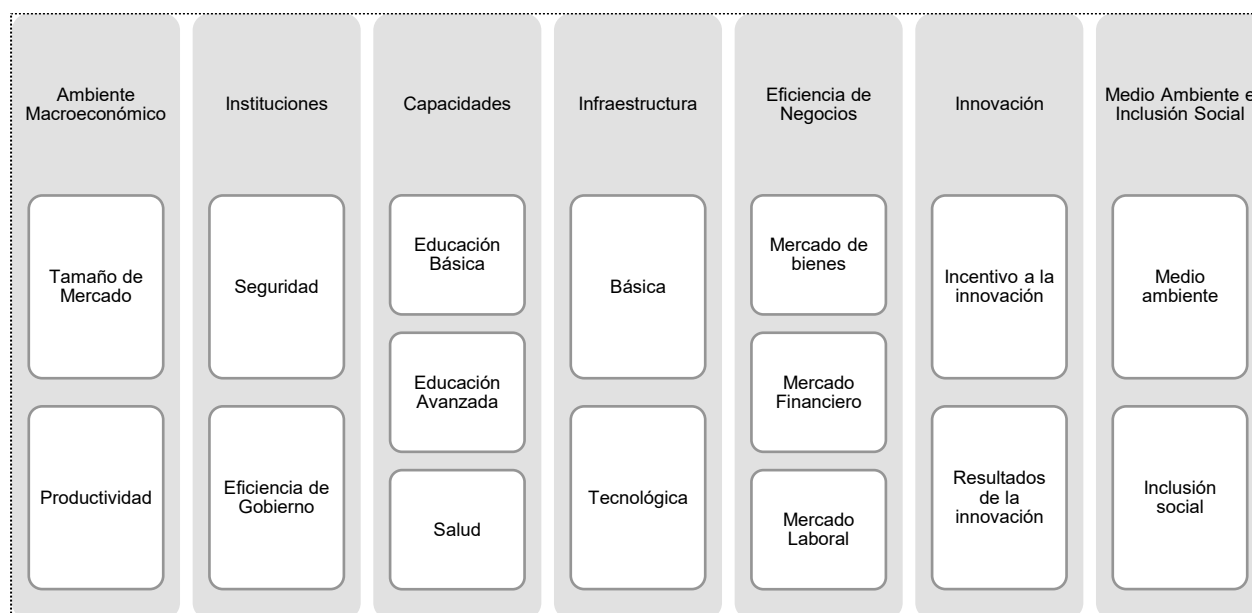 Ambiente
Macroeconómico
Instituciones
Capacidades
Infraestructura
Eficiencia de
Negocios
Innovación
Medio Ambiente e
Inclusión Social
Tamaño de
Mercado
Productividad
Seguridad
Eficiencia de
Gobierno
Educación
Básica
Educación
Avanzada
Salud
Básica
Tecnológica
Mercado de
bienes
Mercado
Financiero
Mercado
Laboral
Incentivo a la
innovación
Resultados
de la
innovación
Medio
ambiente
Inclusión
social